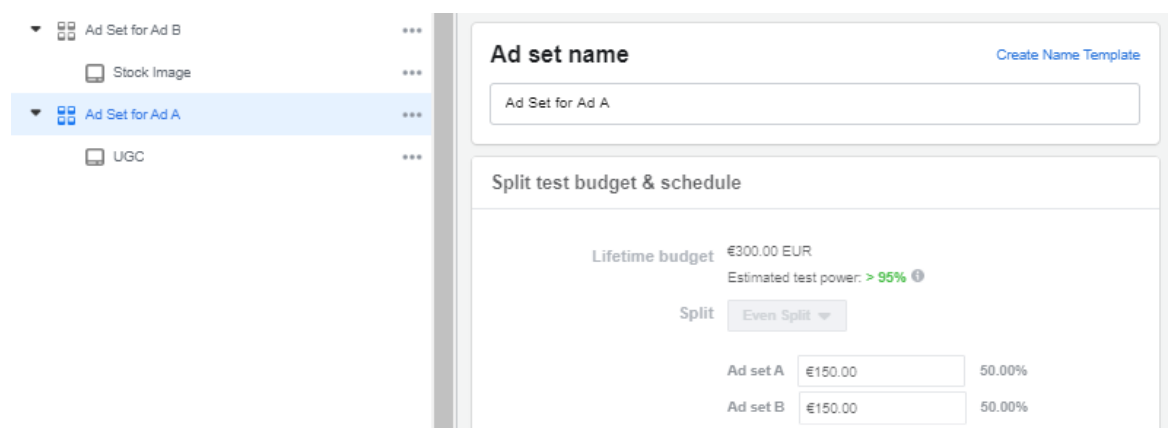 Ad Set for Ad B
Stock Image
Ad Set for Ad A
UGC
Ad set name
Create Name Template
Ad Set for Ad A
Split test budget & schedule
Lifetime budget €300.00 EUR
Estimated test power: > 95%
Split Even Split
Ad set A €150.00 50.00%
Ad set B €150.00 50.00%